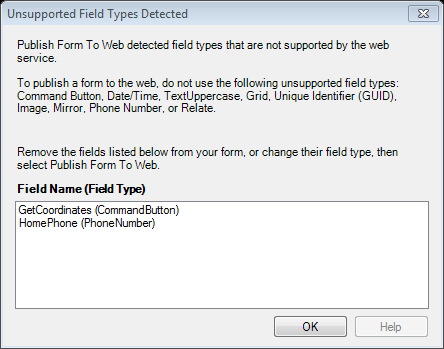 Unsupported Field Types Detected
Publish Form To Web detected field types that are not supported by the web
service.
To publish a form to the web, do not use the following unsupported field types:
Command Button, Date/Time, TextUppercase, Grid, Unique Identifier (GUID),
Image, Mirror, Phone Number, or Relate.
Remove the fields listed below from your form, or change their field type, then
select Publish Form To Web.
Field Name (Field Type)
GetCoordinates (CommandButton)
HomePhone (PhoneNumber)
OK
Help